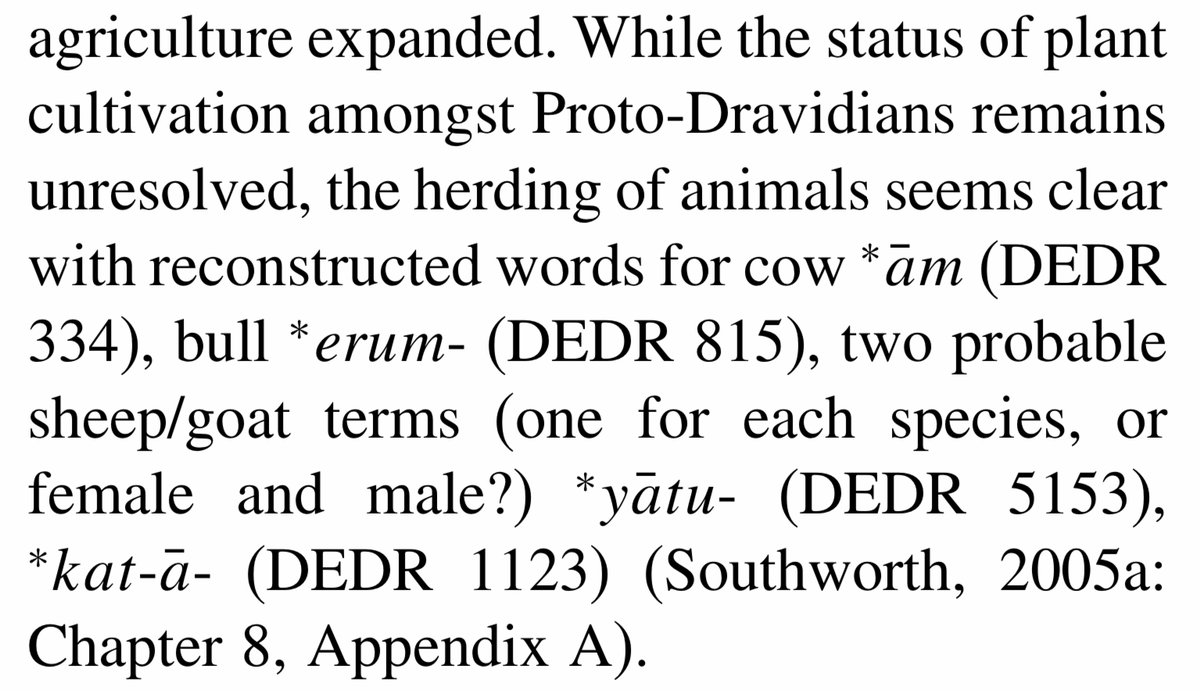 agriculture expanded. While the status of plant
cultivation amongst Proto-Dravidians remains
unresolved, the herding of animals seems clear
with reconstructed words for cow *ām (DEDR
334), bull *erum- (DEDR 815), two probable
sheep/goat terms (one for each species, or
female and male?) *yātu- (DEDR 5153),
*kat-ā- (DEDR 1123) (Southworth, 2005a:
Chapter 8, Appendix A).